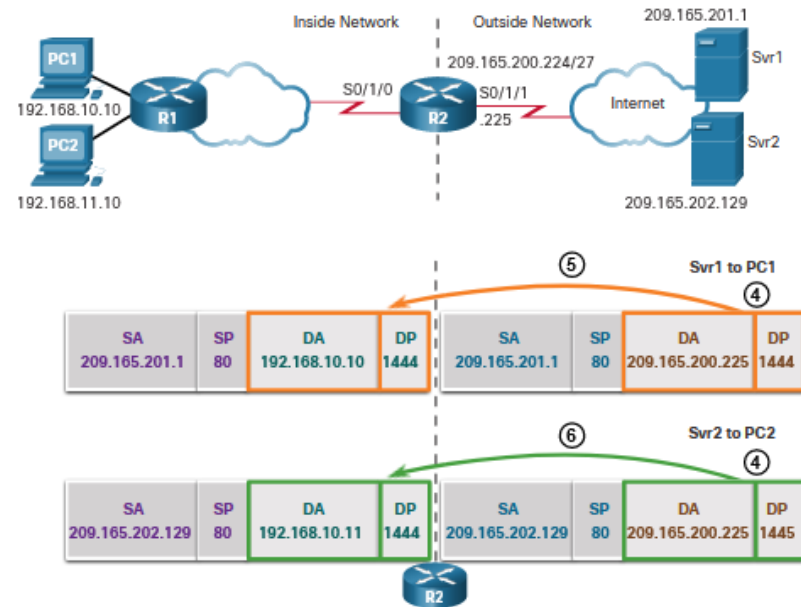 Inside Network
Outside Network
209.165.201.1
PC1
192.168.10.10
R1
S0/1/0
R2
209.165.200.224/27
S0/1/1
.225
Internet
Svr1
PC2
192.168.11.10
Svr2
209.165.202.129
5
Svr1 to PC1
4
SA SP DA DP SA SP DA DP
209.165.201.1 80 192.168.10.10 1444 209.165.201.1 80 209.165.200.225 1444
6
Svr2 to PC2
4
SA SP DA DP SA SP DA DP
209.165.202.129 80 192.168.10.11 1444 209.165.202.129 80 209.165.200.225 1445
R2